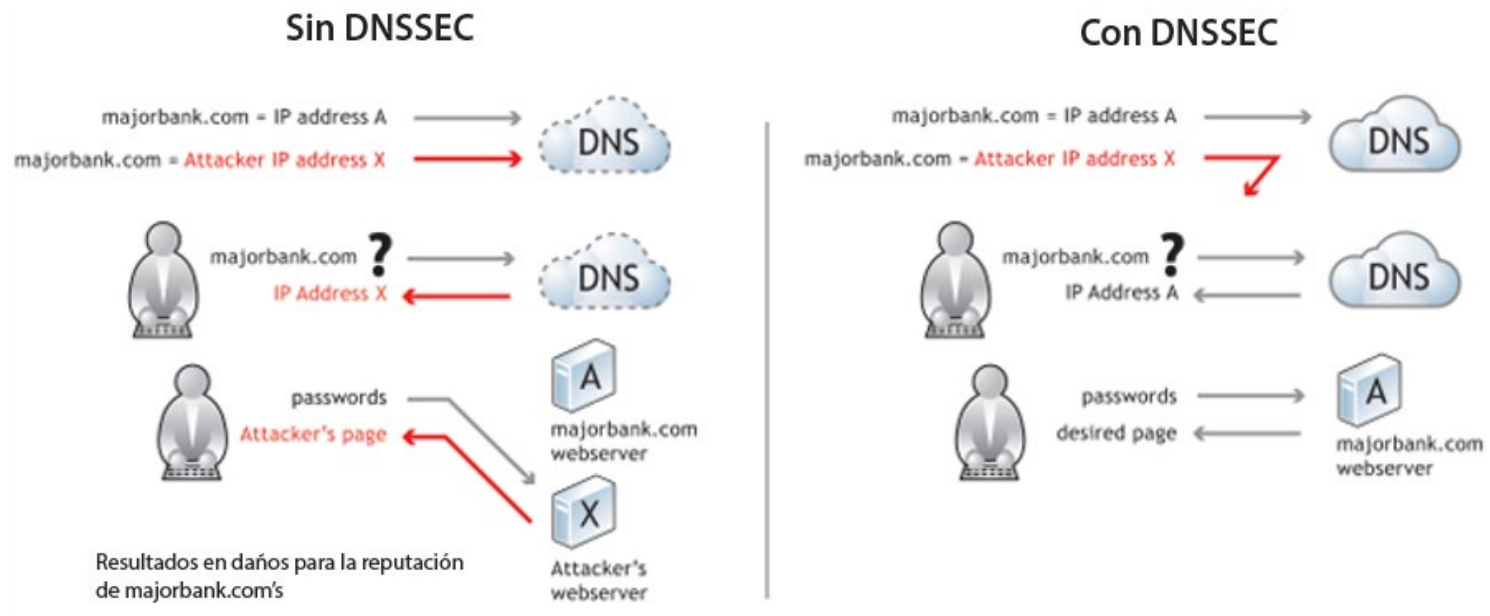 Sin DNSSEC
majorbank.com = IP address A
DNS
majorbank.com = Attacker IP address X
majorbank.com ?
DNS
IP Address X
A
passwords
Attacker's page
majorbank.com
webserver
X
Attacker's
webserver
Resultados en daños para la reputación
de majorbank.com's
Con DNSSEC
majorbank.com = IP address A
DNS
majorbank.com = Attacker IP address X
majorbank.com ?
DNS
IP Address A
passwords
A
desired page
majorbank.com
webserver